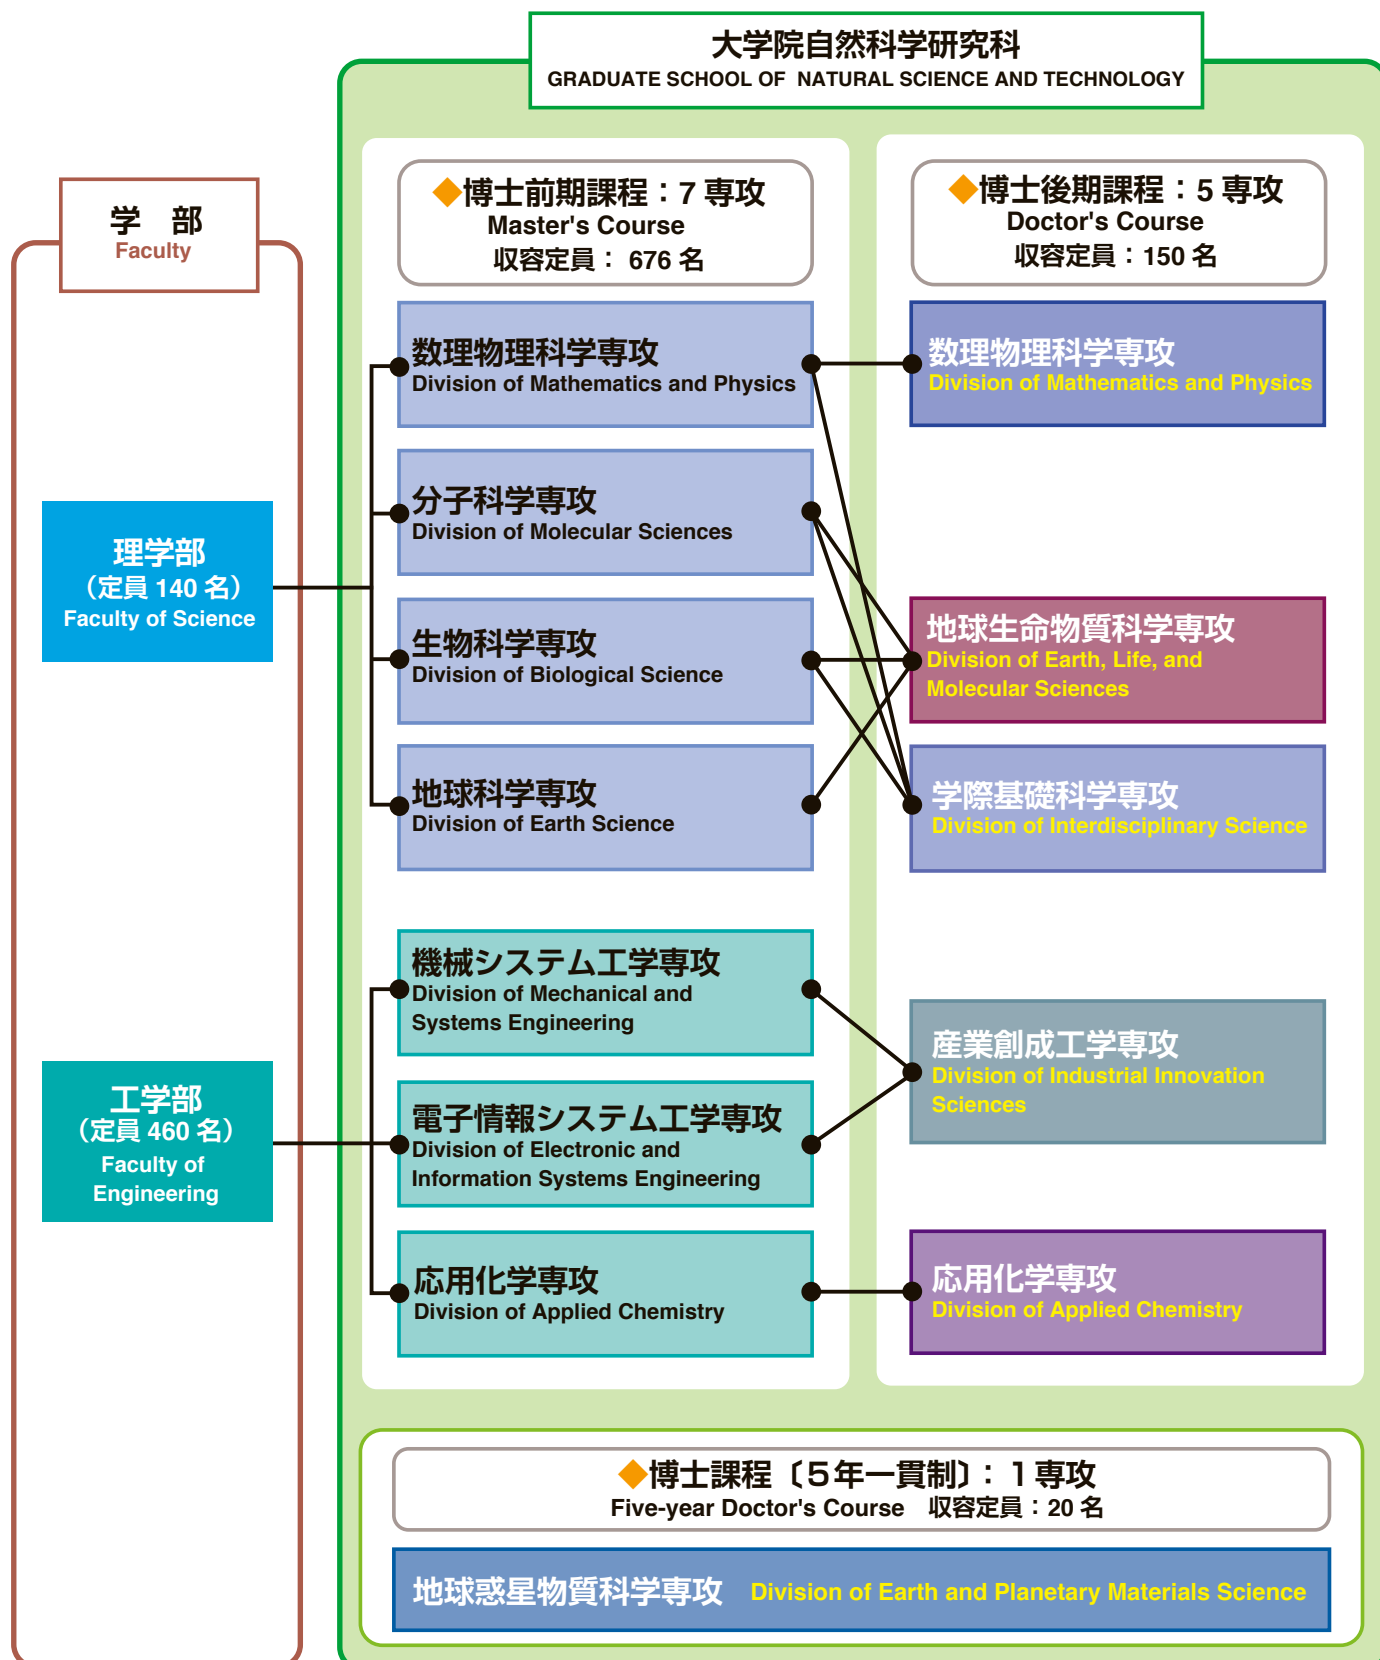 大学院自然科学研究科
GRADUATE SCHOOL OF NATURAL SCIENCE AND TECHNOLOGY
学 部
Faculty
理学部
（定員 140 名）
Faculty of Science
工学部
（定員 460 名）
Faculty of
Engineering
◆博士前期課程：7 専攻
Master's Course
収容定員： 676 名
数理物理科学専攻
Division of Mathematics and Physics
分子科学専攻
Division of Molecular Sciences
生物科学専攻
Division of Biological Science
地球科学専攻
Division of Earth Science
機械システム工学専攻
Division of Mechanical and
Systems Engineering
電子情報システム工学専攻
Division of Electronic and
Information Systems Engineering
応用化学専攻
Division of Applied Chemistry
◆博士後期課程：5 専攻
Doctor's Course
収容定員：150 名
数理物理科学専攻
Division of Mathematics and Physics
地球生命物質科学専攻
Division of Earth, Life, and
Molecular Sciences
学際基礎科学専攻
Division of Interdisciplinary Science
産業創成工学専攻
Division of Industrial Innovation
Sciences
応用化学専攻
Division of Applied Chemistry
◆博士課程〔５年一貫制〕：１専攻
Five-year Doctor's Course 収容定員：20 名
地球惑星物質科学専攻 Division of Earth and Planetary Materials Science